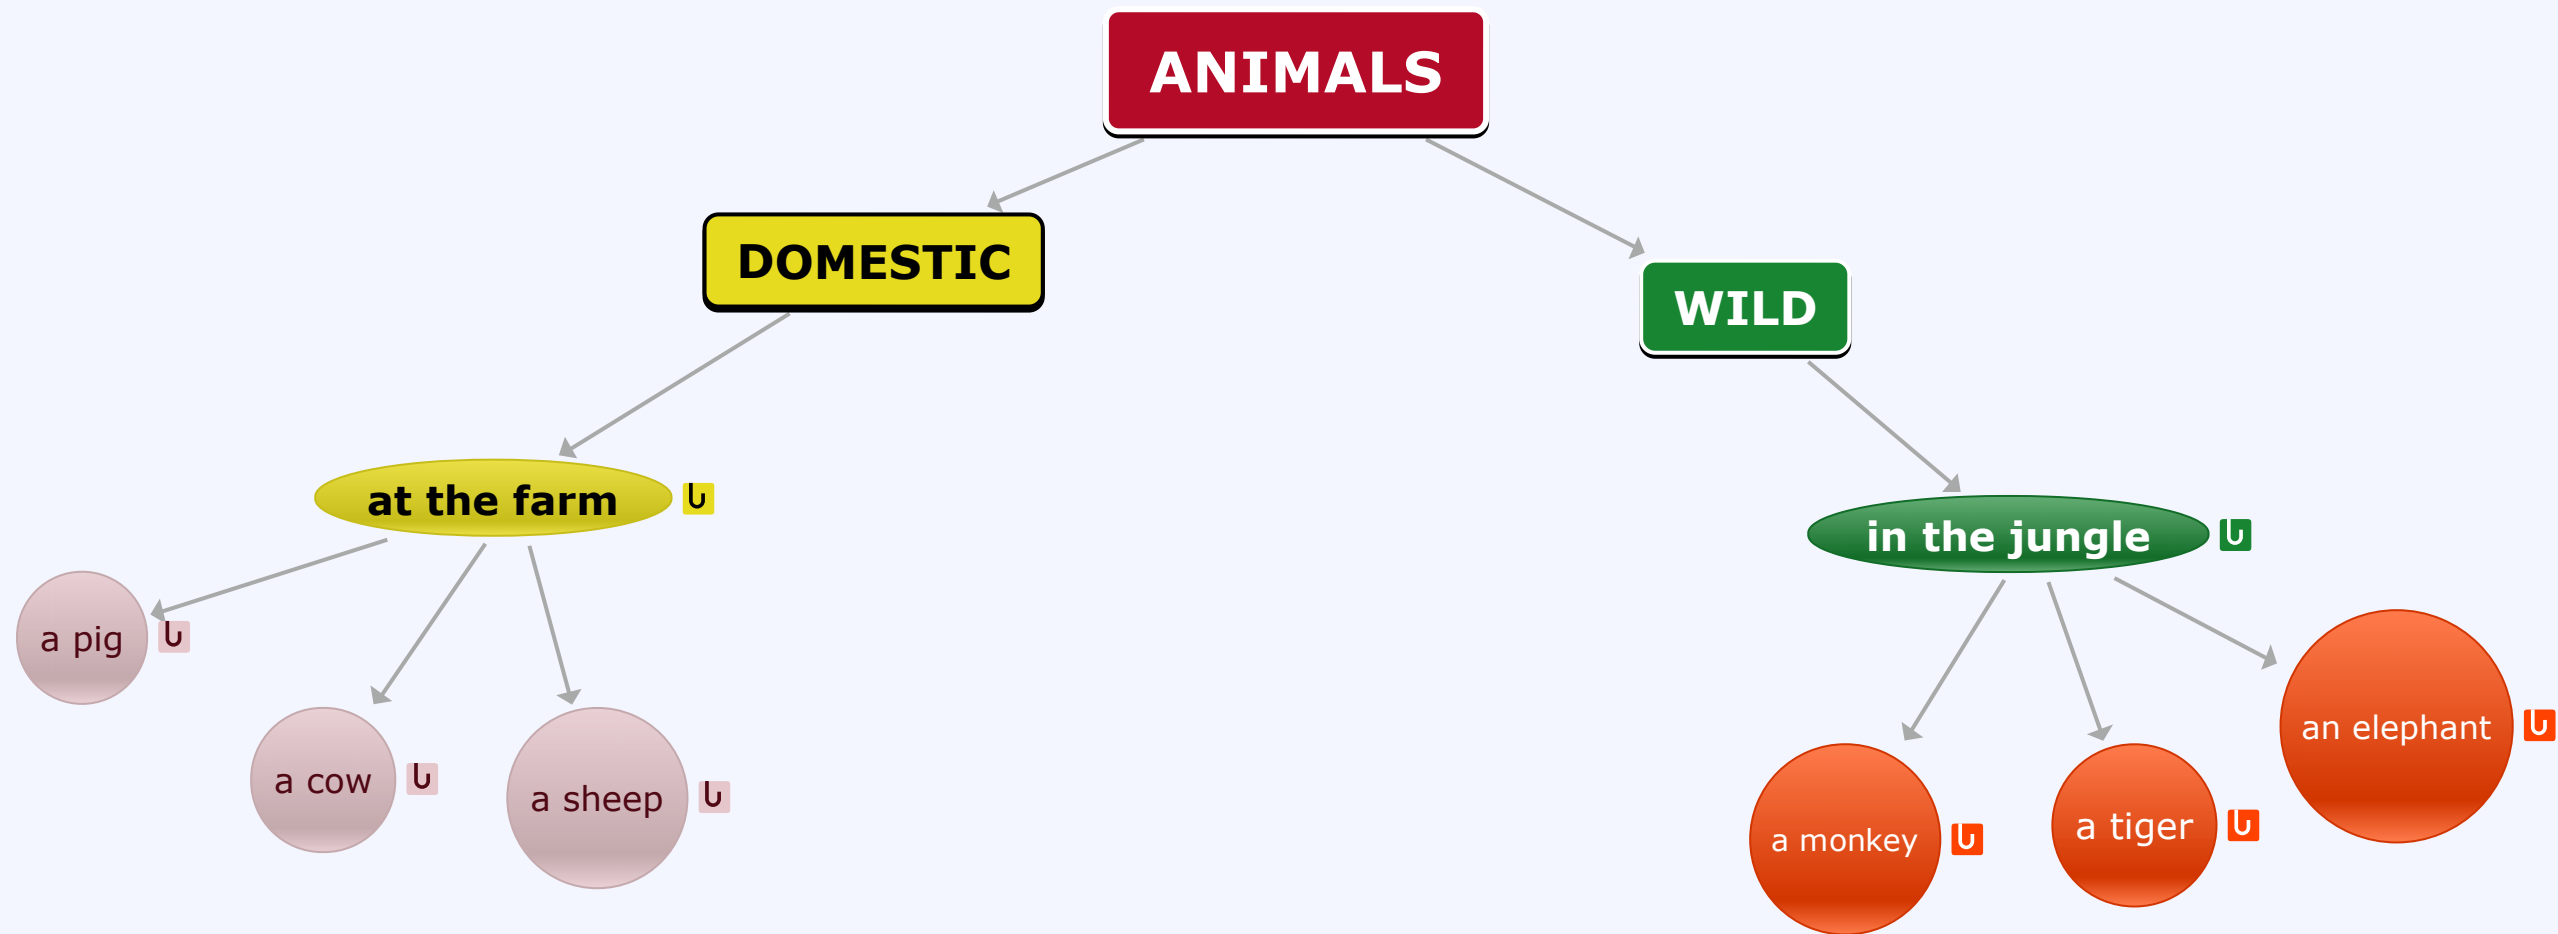 ANIMALS
DOMESTIC
WILD
at the farm
in the jungle
a pig
a cow
a sheep
a monkey
a tiger
an elephant